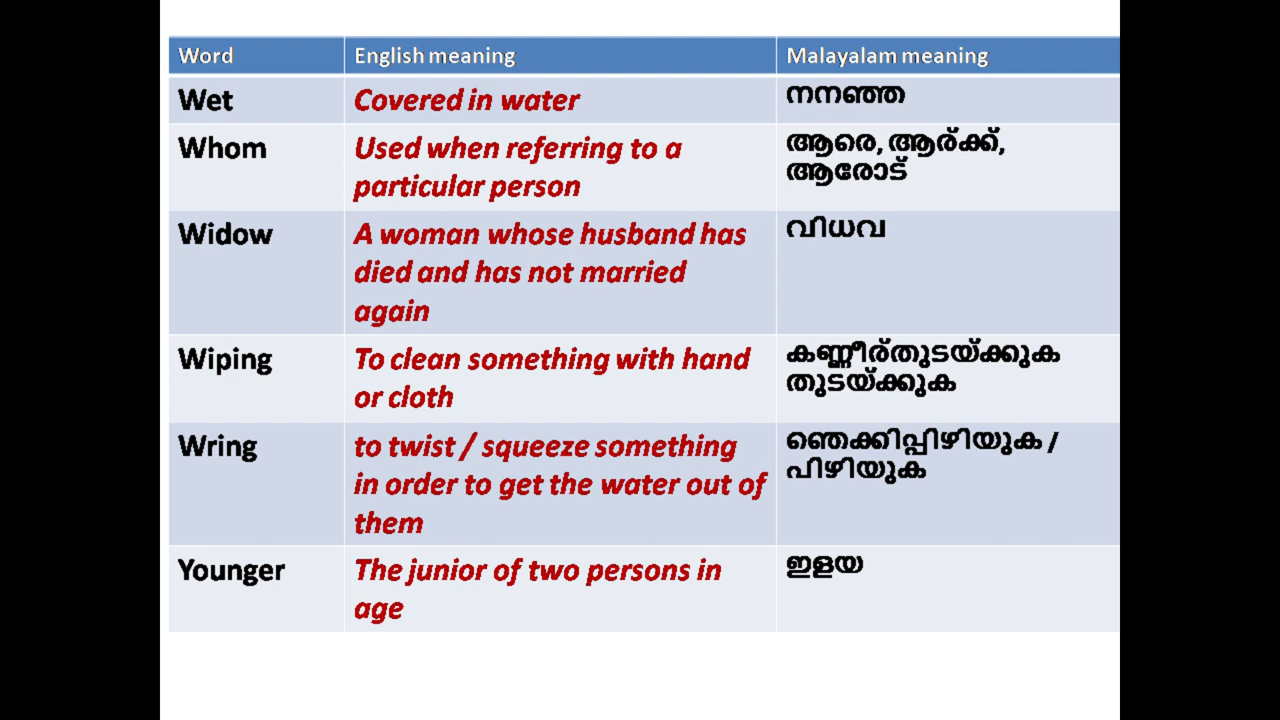 Word English meaning Malayalam meaning
Wet Covered in water നനഞ്ഞ
Whom Used when referring to a ആരെ, ആര്ക്ക്,
particular person ആരോട്
Widow A woman whose husband has വിധവ
died and has not married
again
Wiping To clean something with hand കണ്ണീര്തുടയ്ക്കുക
or cloth തുടയ്ക്കുക
Wring to twist / squeeze something ഞെക്കിപ്പിഴിയുക /
in order to get the water out of പിഴിയുക
them
Younger The junior of two persons in ഇളയ
age